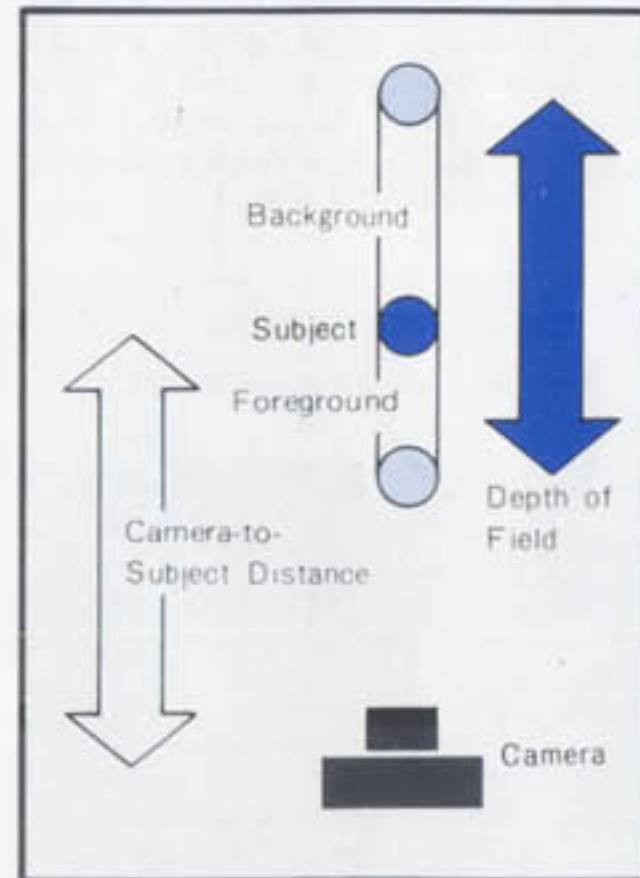 Background
Subject
Foreground
Depth of
Field
Camera-to-
Subject Distance
Camera